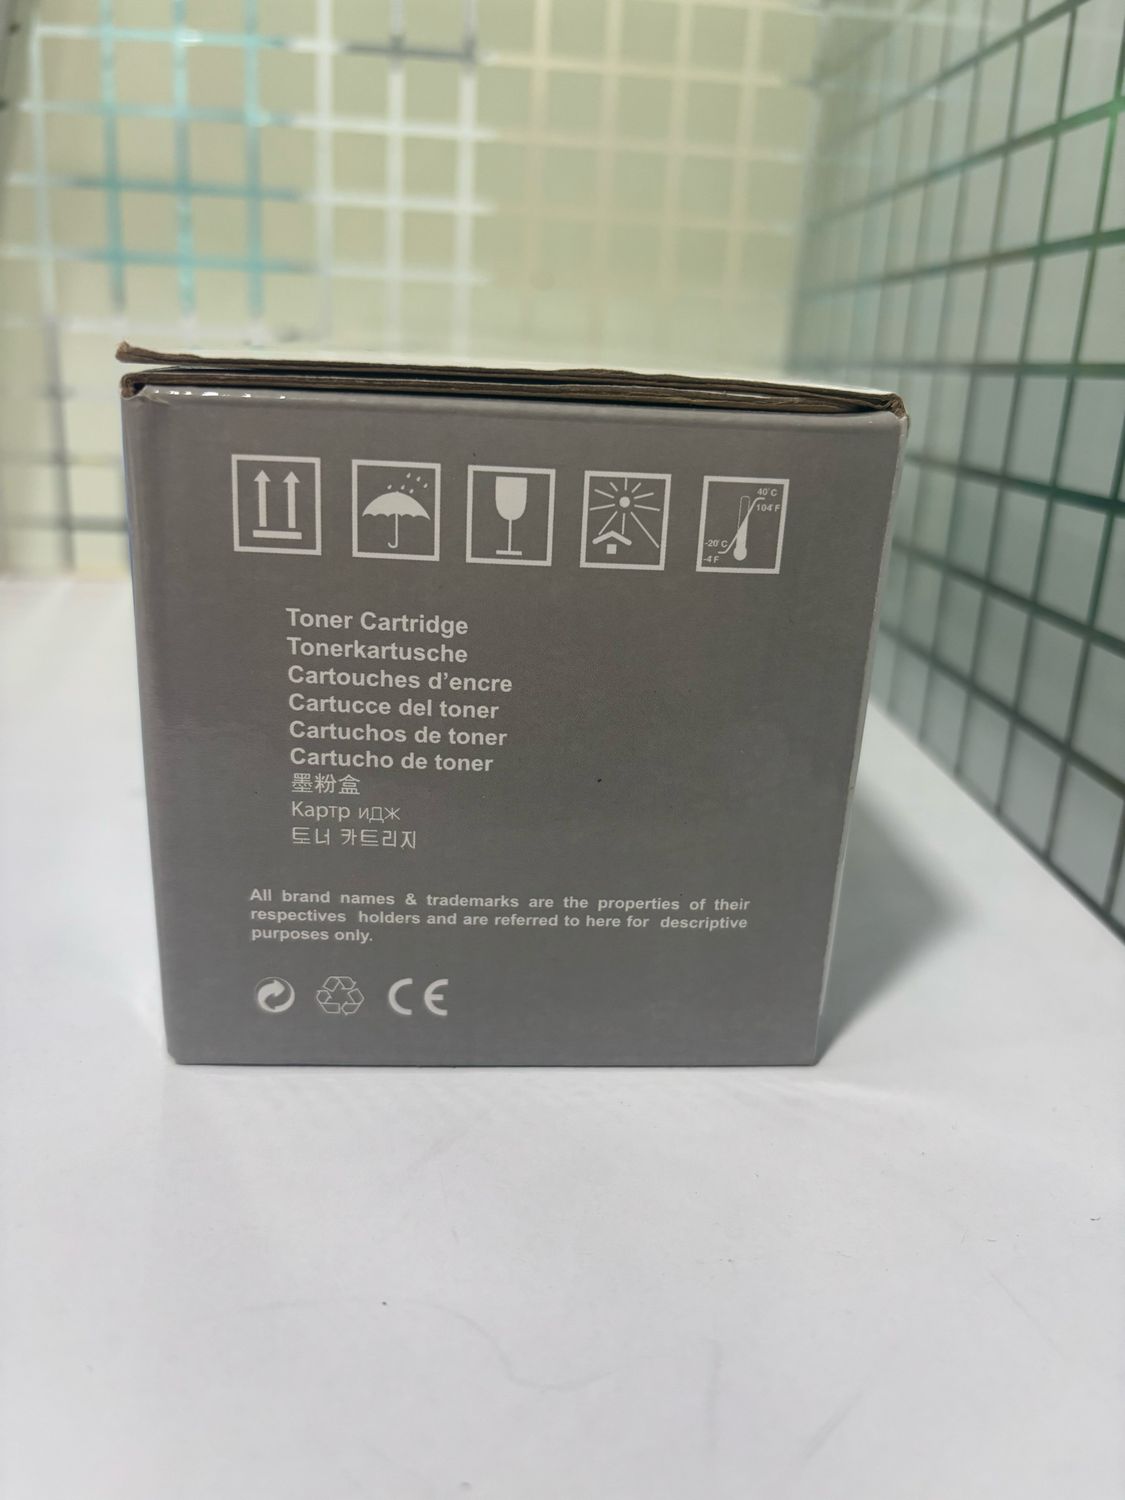 40°C
104°F
-20°C
-4°F
Toner Cartridge
Tonerkartusche
Cartouches d’encre
Cartucce del toner
Cartuchos de toner
Cartucho de toner
墨粉盒
Картр идж
토너 카트리지
All brand names & trademarks are the properties of their
respectives holders and are referred to here for descriptive
purposes only.
CE